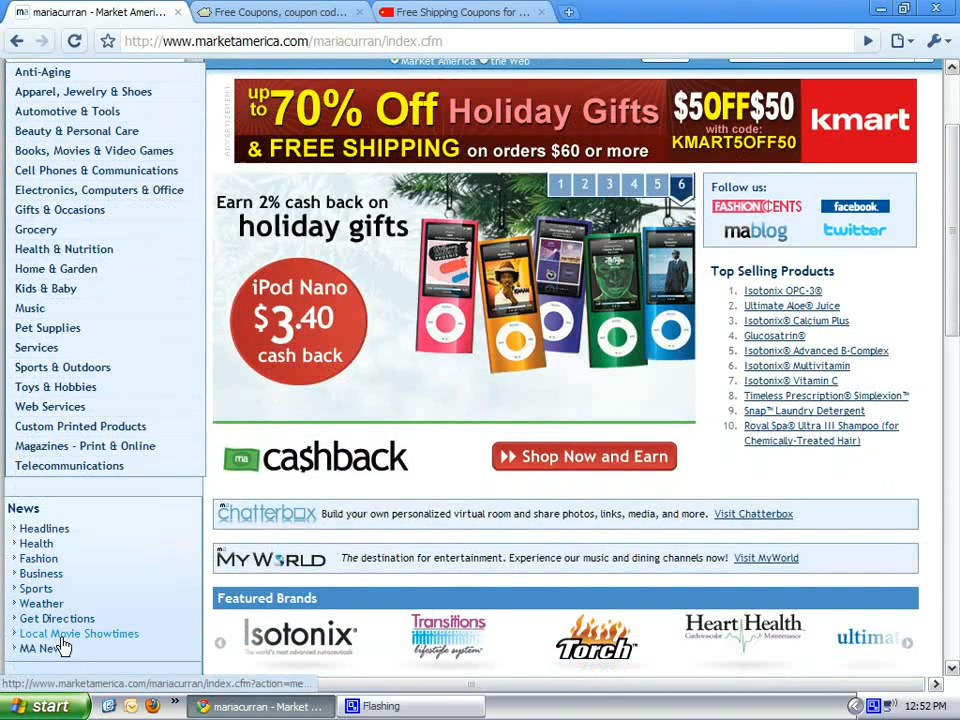 mariacurran - Market Ameri...
Free Coupons, coupon cod...
Free Shipping Coupons for ...
http://www.marketamerica.com/mariacurran/index.cfm
Market America the Web
Anti-Aging
Apparel, Jewelry & Shoes
Automotive & Tools
Beauty & Personal Care
Books, Movies & Video Games
Cell Phones & Communications
Electronics, Computers & Office
Gifts & Occasions
Grocery
Health & Nutrition
Home & Garden
Kids & Baby
Music
Pet Supplies
Services
Sports & Outdoors
Toys & Hobbies
Web Services
Custom Printed Products
Magazines - Print & Online
Telecommunications
News
Headlines
Health
Fashion
Business
Sports
Weather
Get Directions
Local Movie Showtimes
MA New
ADVERTISEMENT
up to 70% Off Holiday Gifts
& FREE SHIPPING on orders $60 or more
$5OFF$50
with code:
KMART5OFF50
kmart
1 2 3 4 5 6
Earn 2% cash back on
holiday gifts
iPod Nano
$3.40
cash back
ma cashback
Shop Now and Earn
Follow us:
FASHION CENTS
facebook
mablog
twitter
Top Selling Products
1. Isotonix OPC-3®
2. Ultimate Aloe® Juice
3. Isotonix® Calcium Plus
4. Glucosatrin®
5. Isotonix® Advanced B-Complex
6. Isotonix® Multivitamin
7. Isotonix® Vitamin C
8. Timeless Prescription® Simplexion™
9. Snap™ Laundry Detergent
10. Royal Spa® Ultra III Shampoo (for
Chemically-Treated Hair)
ma chatterbox Build your own personalized virtual room and share photos, links, media, and more. Visit Chatterbox
ma MY WORLD The destination for entertainment. Experience our music and dining channels now! Visit MyWorld
Featured Brands
Isotonix
The world's most advanced nutraceuticals
Transitions
lifestyle system
Torch
Heart Health
Cardiovascular Maintenance
ultimat
http://www.marketamerica.com/mariacurran/index.cfm?action=me...
start
mariacurran - Market ...
Flashing
12:52 PM